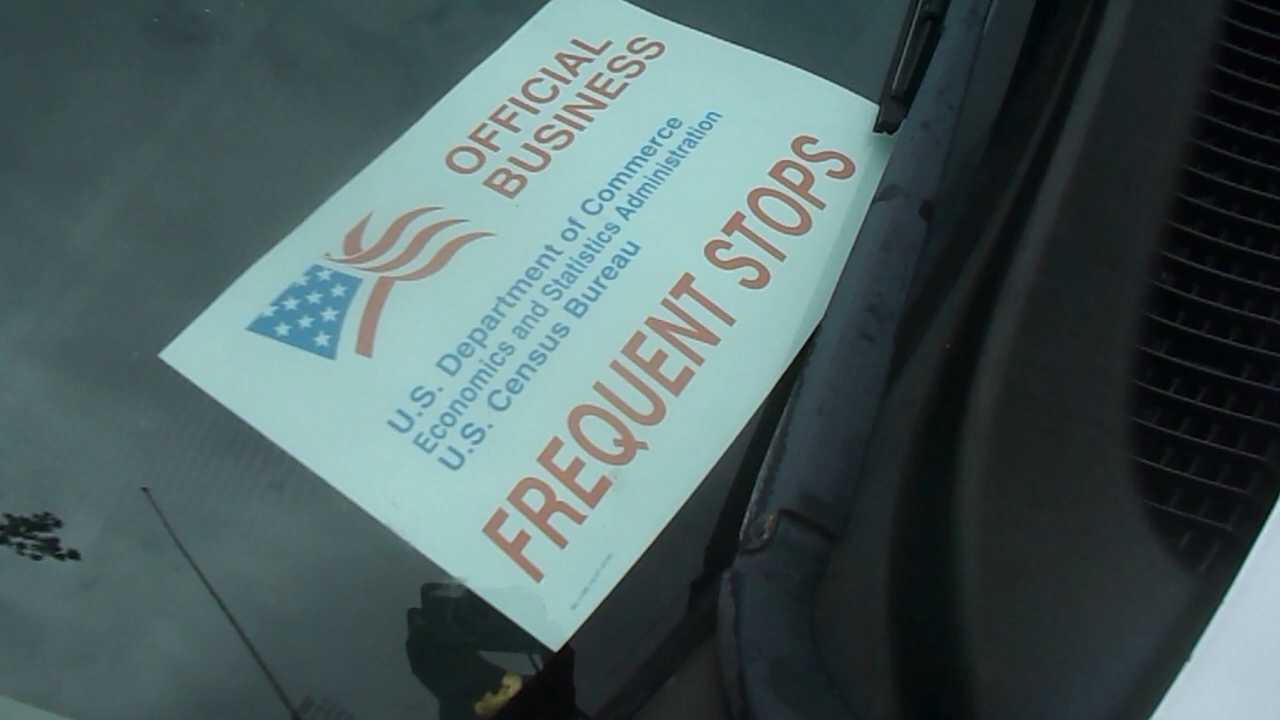 OFFICIAL
BUSINESS
U.S. Department of Commerce
Economics and Statistics Administration
U.S. Census Bureau
FREQUENT STOPS